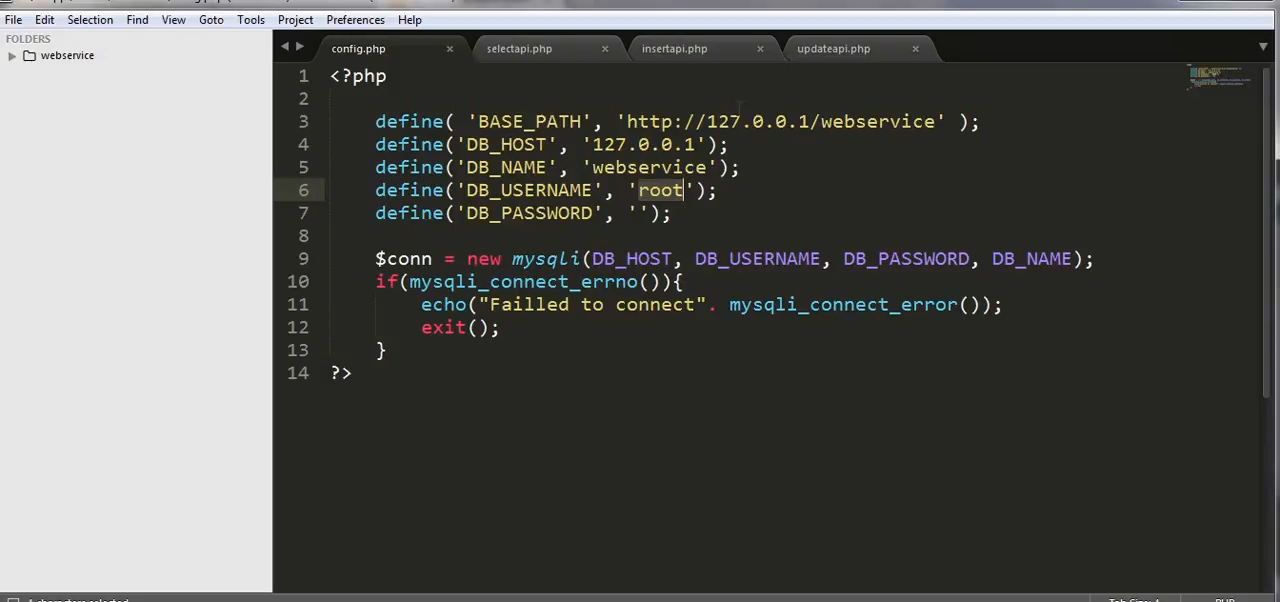 File Edit Selection Find View Goto Tools Project Preferences Help
FOLDERS
webservice
config.php × selectapi.php × insertapi.php × updateapi.php ×
1 <?php
2
3 define( 'BASE_PATH', 'http://127.0.0.1/webservice' );
4 define('DB_HOST', '127.0.0.1');
5 define('DB_NAME', 'webservice');
6 define('DB_USERNAME', 'root');
7 define('DB_PASSWORD', '');
8
9 $conn = new mysqli(DB_HOST, DB_USERNAME, DB_PASSWORD, DB_NAME);
10 if(mysqli_connect_errno()){
11 echo("Failled to connect". mysqli_connect_error());
12 exit();
13 }
14 ?>